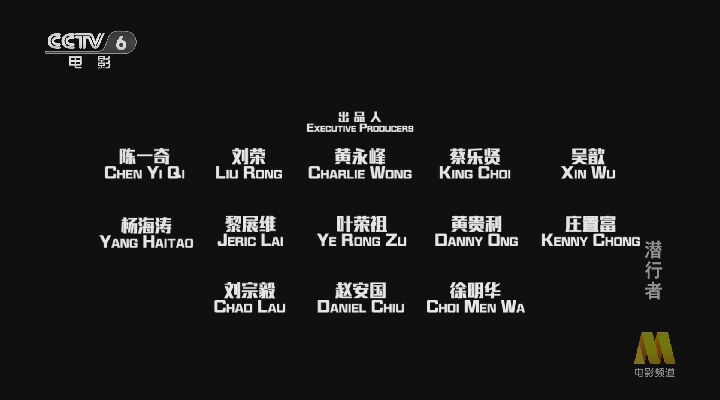 CCTV 6
电影
出品人
EXECUTIVE PRODUCERS
陈一奇 刘荣 黄永峰 蔡乐贤 吴歆
CHEN YI QI LIU RONG CHARLIE WONG KING CHOI XIN WU
杨海涛 黎展维 叶荣祖 黄贵利 庄置富
YANG HAITAO JERIC LAI YE RONG ZU DANNY ONG KENNY CHONG
潜行者
刘宗毅 赵安国 徐明华
CHAD LAU DANIEL CHIU CHOI MEN WA
电影频道